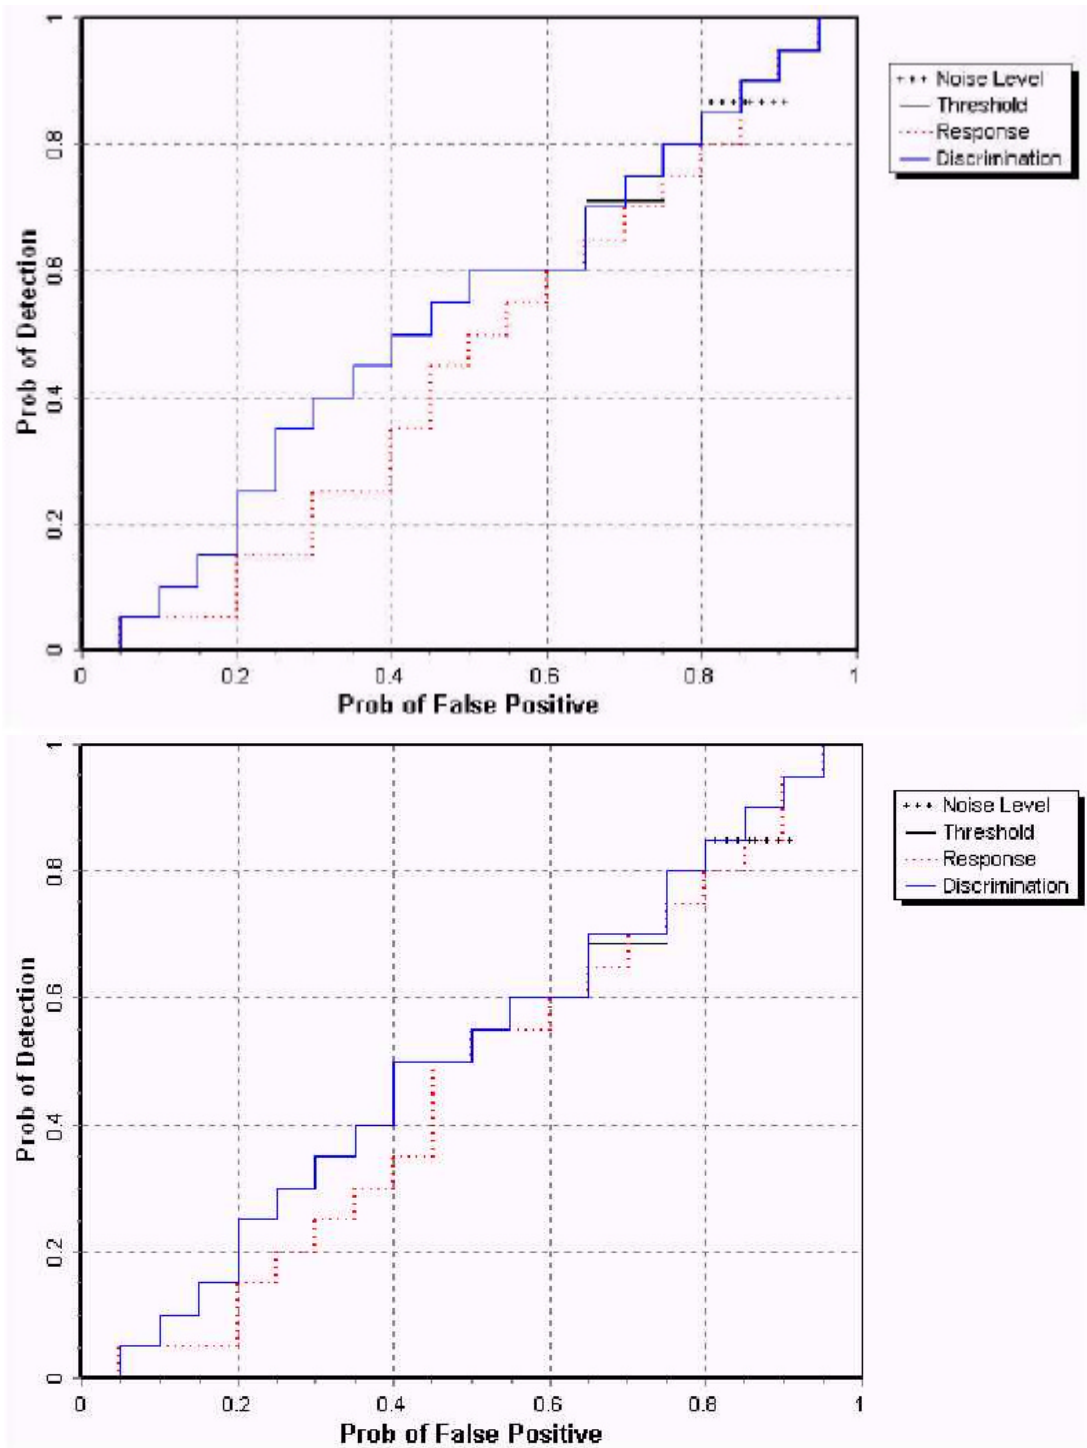 1
0.8
0.6
0.4
0.2
0
Prob of Detection
0 0.2 0.4 0.6 0.8 1
Prob of False Positive
Noise Level
Threshold
Response
Discrimination
1
0.8
0.6
0.4
0.2
0
Prob of Detection
0 0.2 0.4 0.6 0.8 1
Prob of False Positive
Noise Level
Threshold
Response
Discrimination